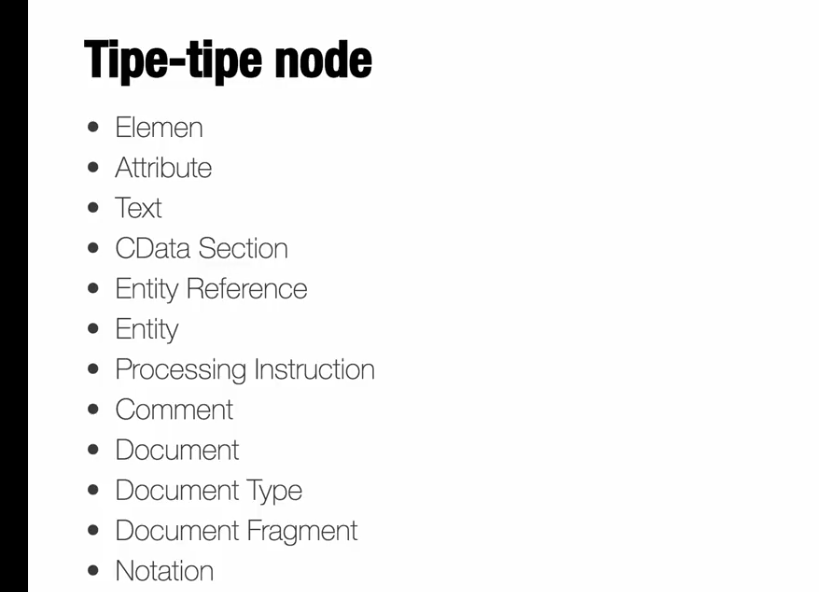 Tipe-tipe node
• Elemen
• Attribute
• Text
• CData Section
• Entity Reference
• Entity
• Processing Instruction
• Comment
• Document
• Document Type
• Document Fragment
• Notation